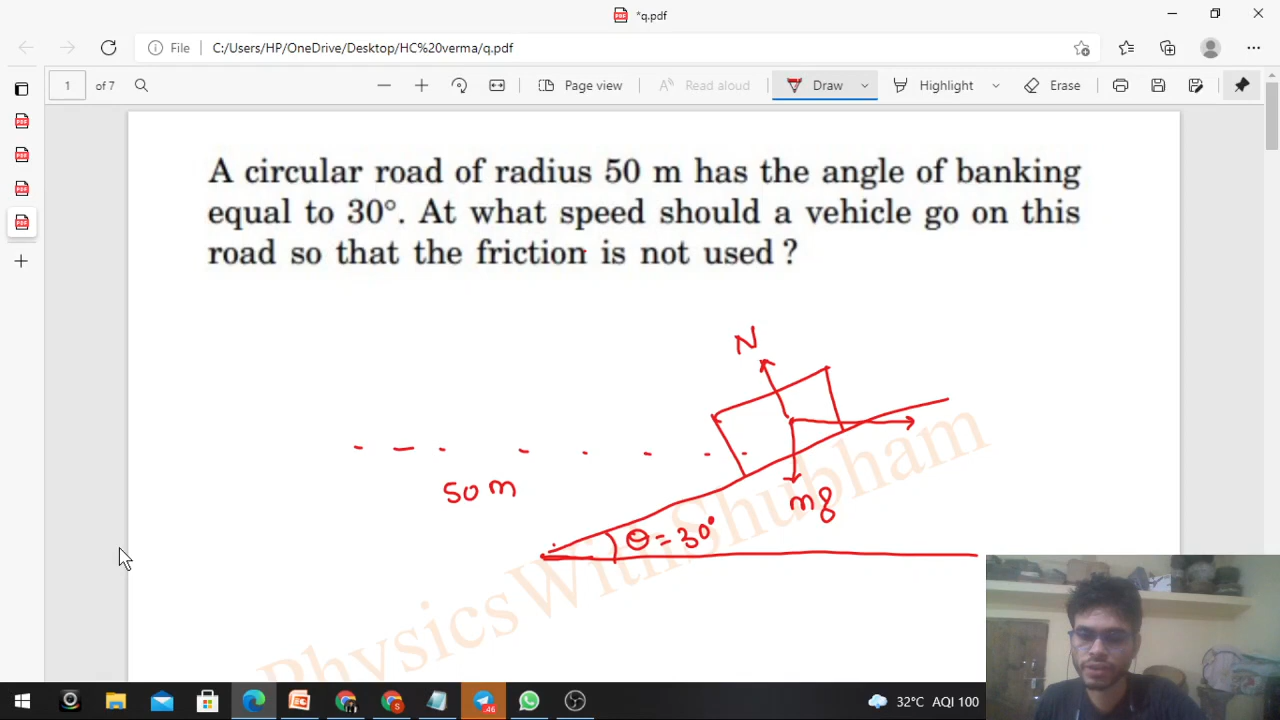 *q.pdf
File C:/Users/HP/OneDrive/Desktop/HC%20verma/q.pdf
1 of 7 Page view Read aloud Draw Highlight Erase
A circular road of radius 50 m has the angle of banking
equal to 30°. At what speed should a vehicle go on this
road so that the friction is not used ?
N
50 m
mg
θ = 30°
PhysicsWithShubham
.46
32°C AQI 100